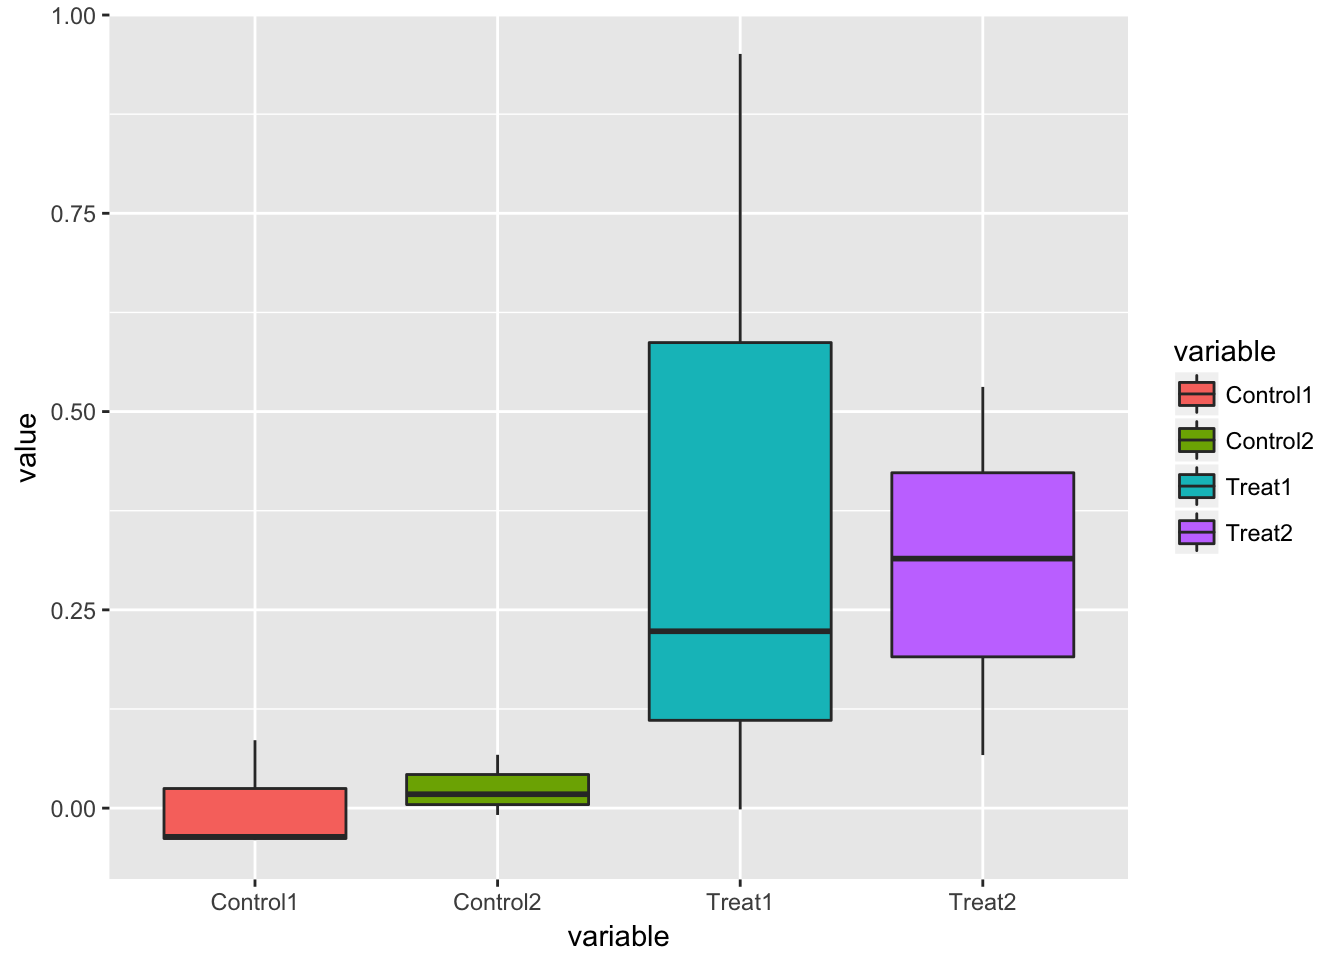 1.00
0.75
0.50
0.25
0.00
value
Control1 Control2 Treat1 Treat2
variable
variable
Control1
Control2
Treat1
Treat2